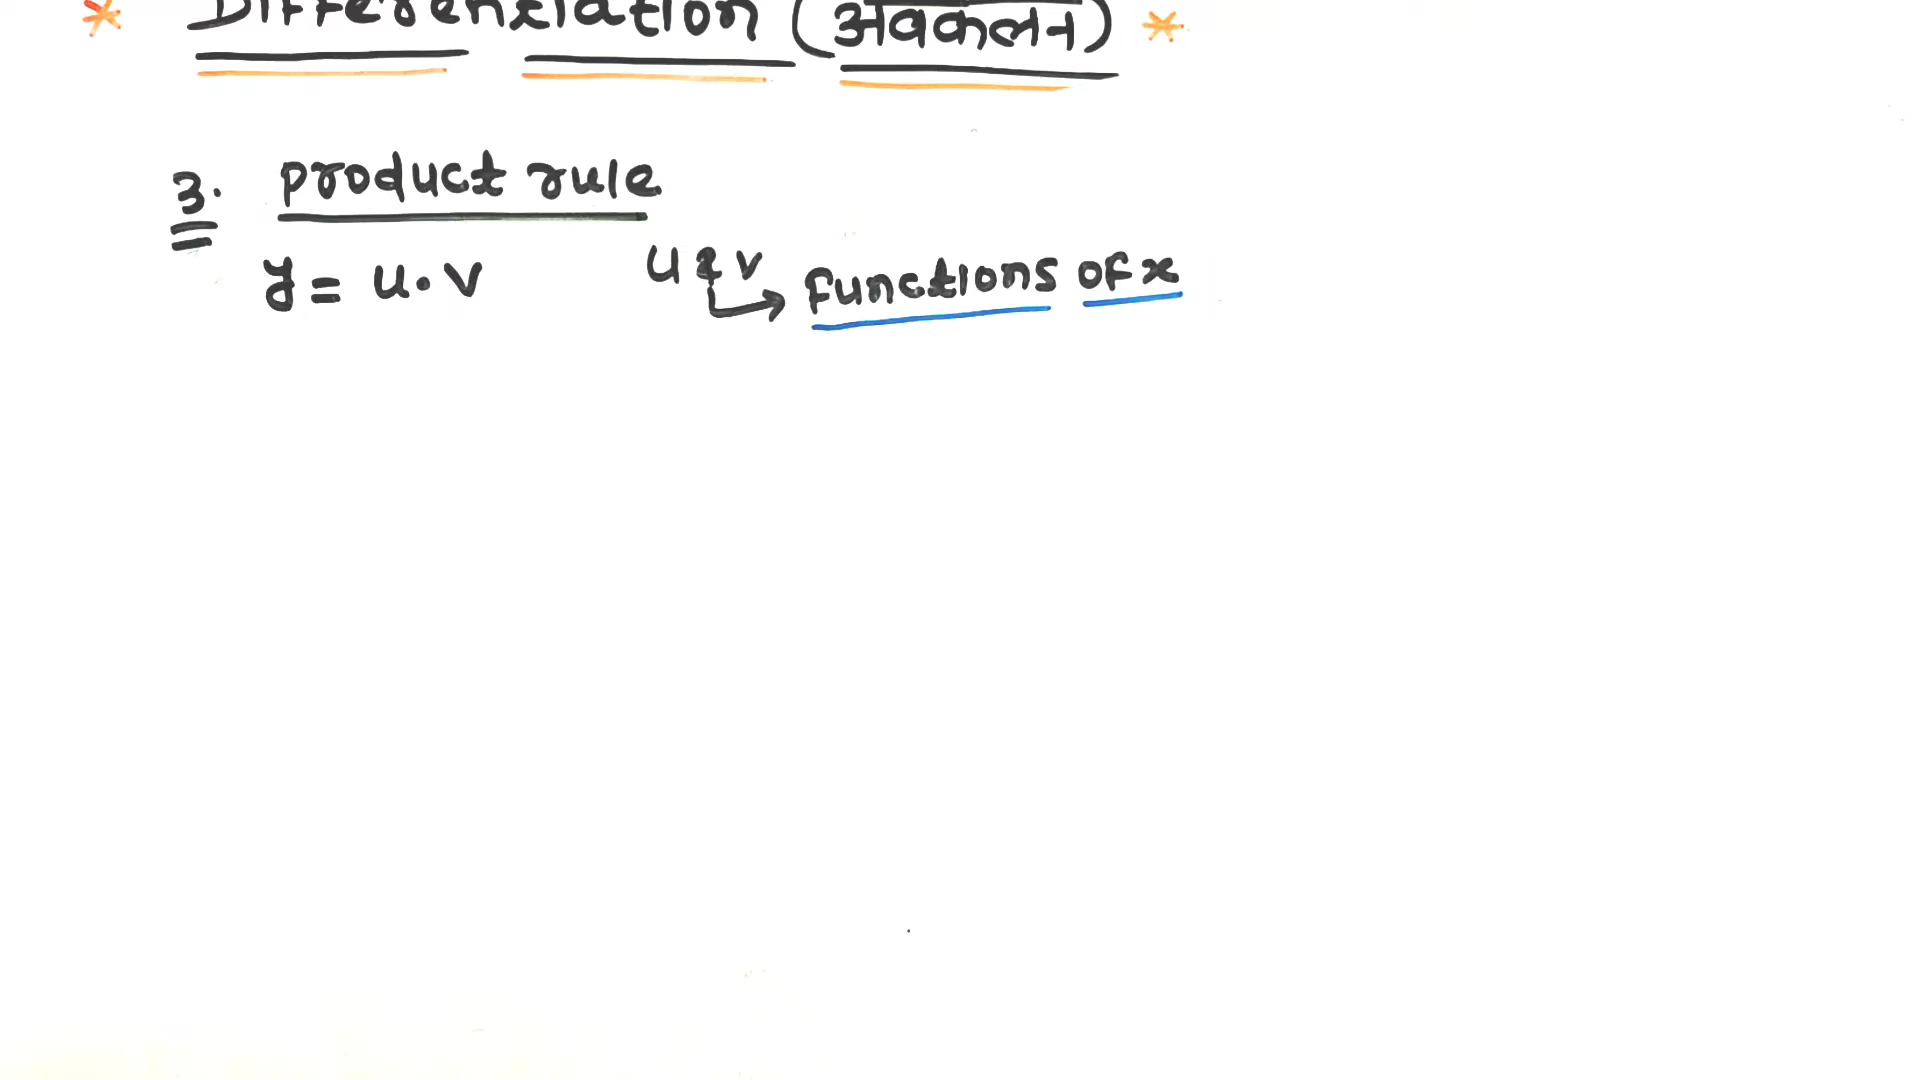 * Differentiation (अवकलन) *
3. product rule
y = u . v u & v → functions of x